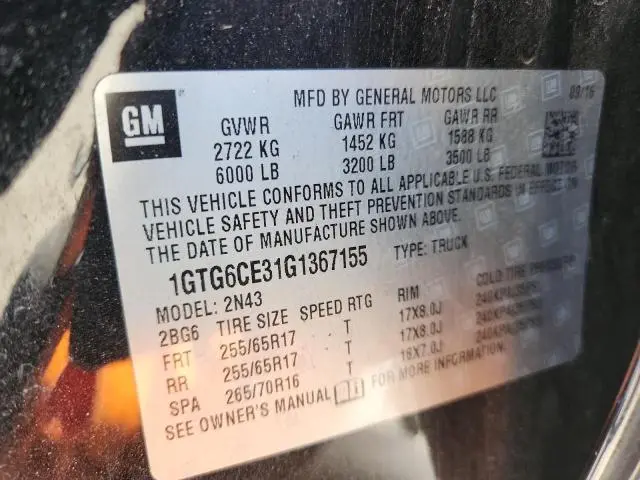 GM
MFD BY GENERAL MOTORS LLC 08/16
GVWR GAWR FRT GAWR RR
2722 KG 1452 KG 1588 KG
6000 LB 3200 LB 3500 LB
THIS VEHICLE CONFORMS TO ALL APPLICABLE U.S. FEDERAL MOTOR
VEHICLE SAFETY AND THEFT PREVENTION STANDARDS IN EFFECT ON
THE DATE OF MANUFACTURE SHOWN ABOVE.
1GTG6CE31G1367155 TYPE: TRUCK
MODEL: 2N43
2BG6 TIRE SIZE SPEED RTG RIM COLD TIRE
FRT 255/65R17 T 17X8.0J
RR 255/65R17 T 17X8.0J
SPA 265/70R16 T 16X7.0J
SEE OWNER'S MANUAL FOR MORE INFORMATION.